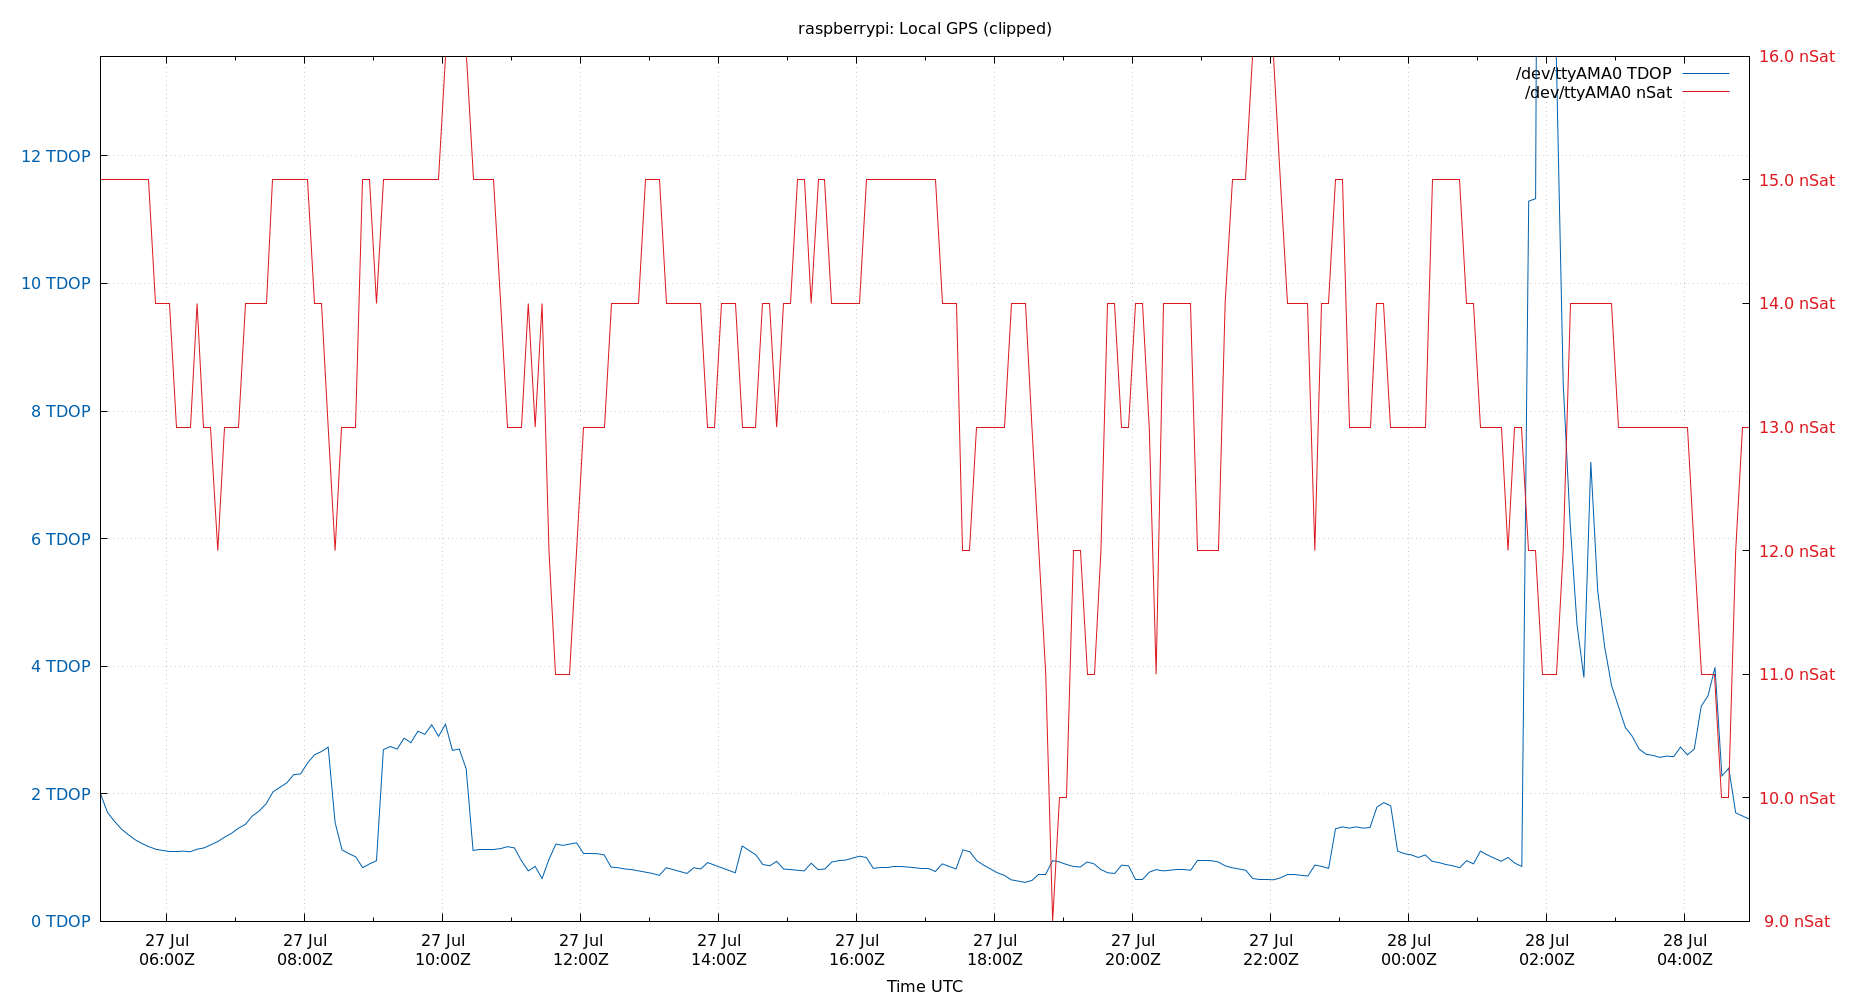 raspberrypi: Local GPS (clipped)
/dev/ttyAMA0 TDOP
/dev/ttyAMA0 nSat
12 TDOP
10 TDOP
8 TDOP
6 TDOP
4 TDOP
2 TDOP
0 TDOP
16.0 nSat
15.0 nSat
14.0 nSat
13.0 nSat
12.0 nSat
11.0 nSat
10.0 nSat
9.0 nSat
27 Jul
06:00Z
27 Jul
08:00Z
27 Jul
10:00Z
27 Jul
12:00Z
27 Jul
14:00Z
27 Jul
16:00Z
27 Jul
18:00Z
27 Jul
20:00Z
27 Jul
22:00Z
28 Jul
00:00Z
28 Jul
02:00Z
28 Jul
04:00Z
Time UTC